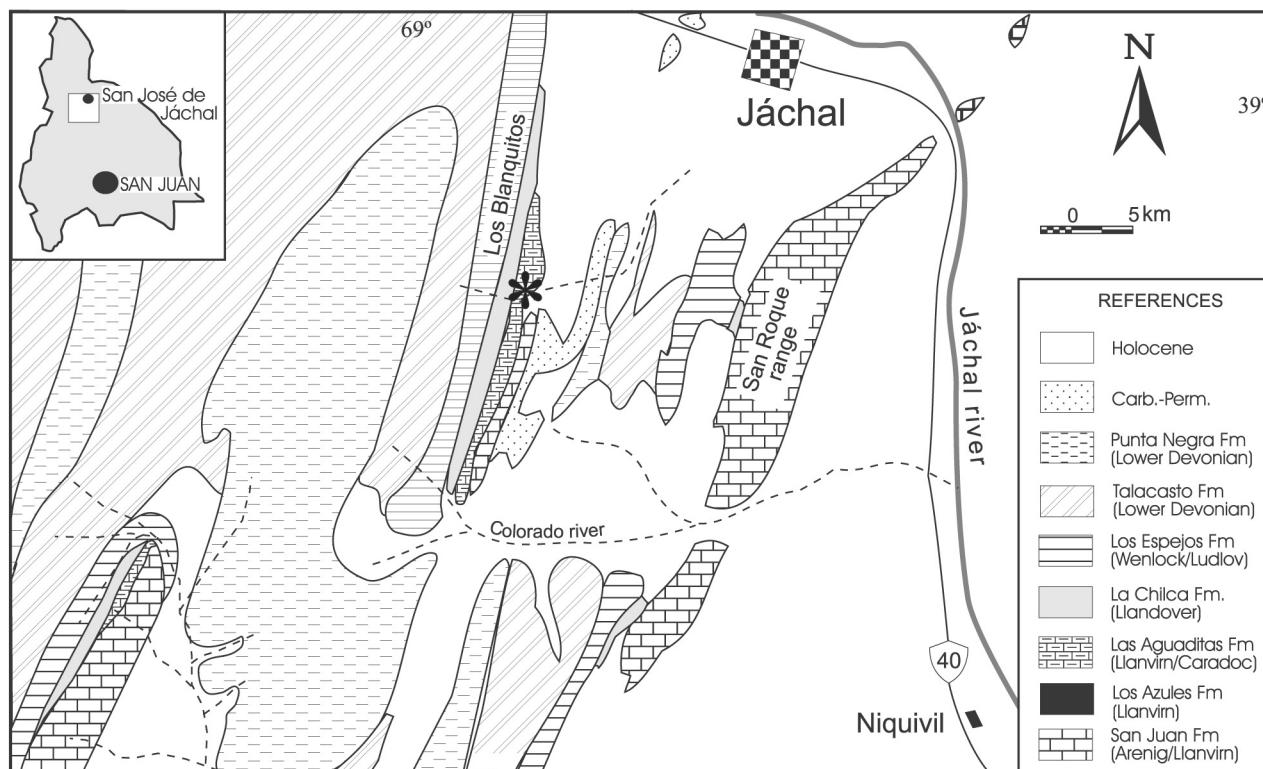 San José de
Jáchal
SAN JUAN
69º
Jáchal
N
39º
0 5 km
Los Blanquitos
San Roque
range
Jáchal river
Colorado river
40
Niquivil
REFERENCES
Holocene
Carb.-Perm.
Punta Negra Fm
(Lower Devonian)
Talacasto Fm
(Lower Devonian)
Los Espejos Fm
(Wenlock/Ludlov)
La Chilca Fm.
(Llandover)
Las Aguaditas Fm
(Llanvirn/Caradoc)
Los Azules Fm
(Llanvirn)
San Juan Fm
(Arenig/Llanvirn)